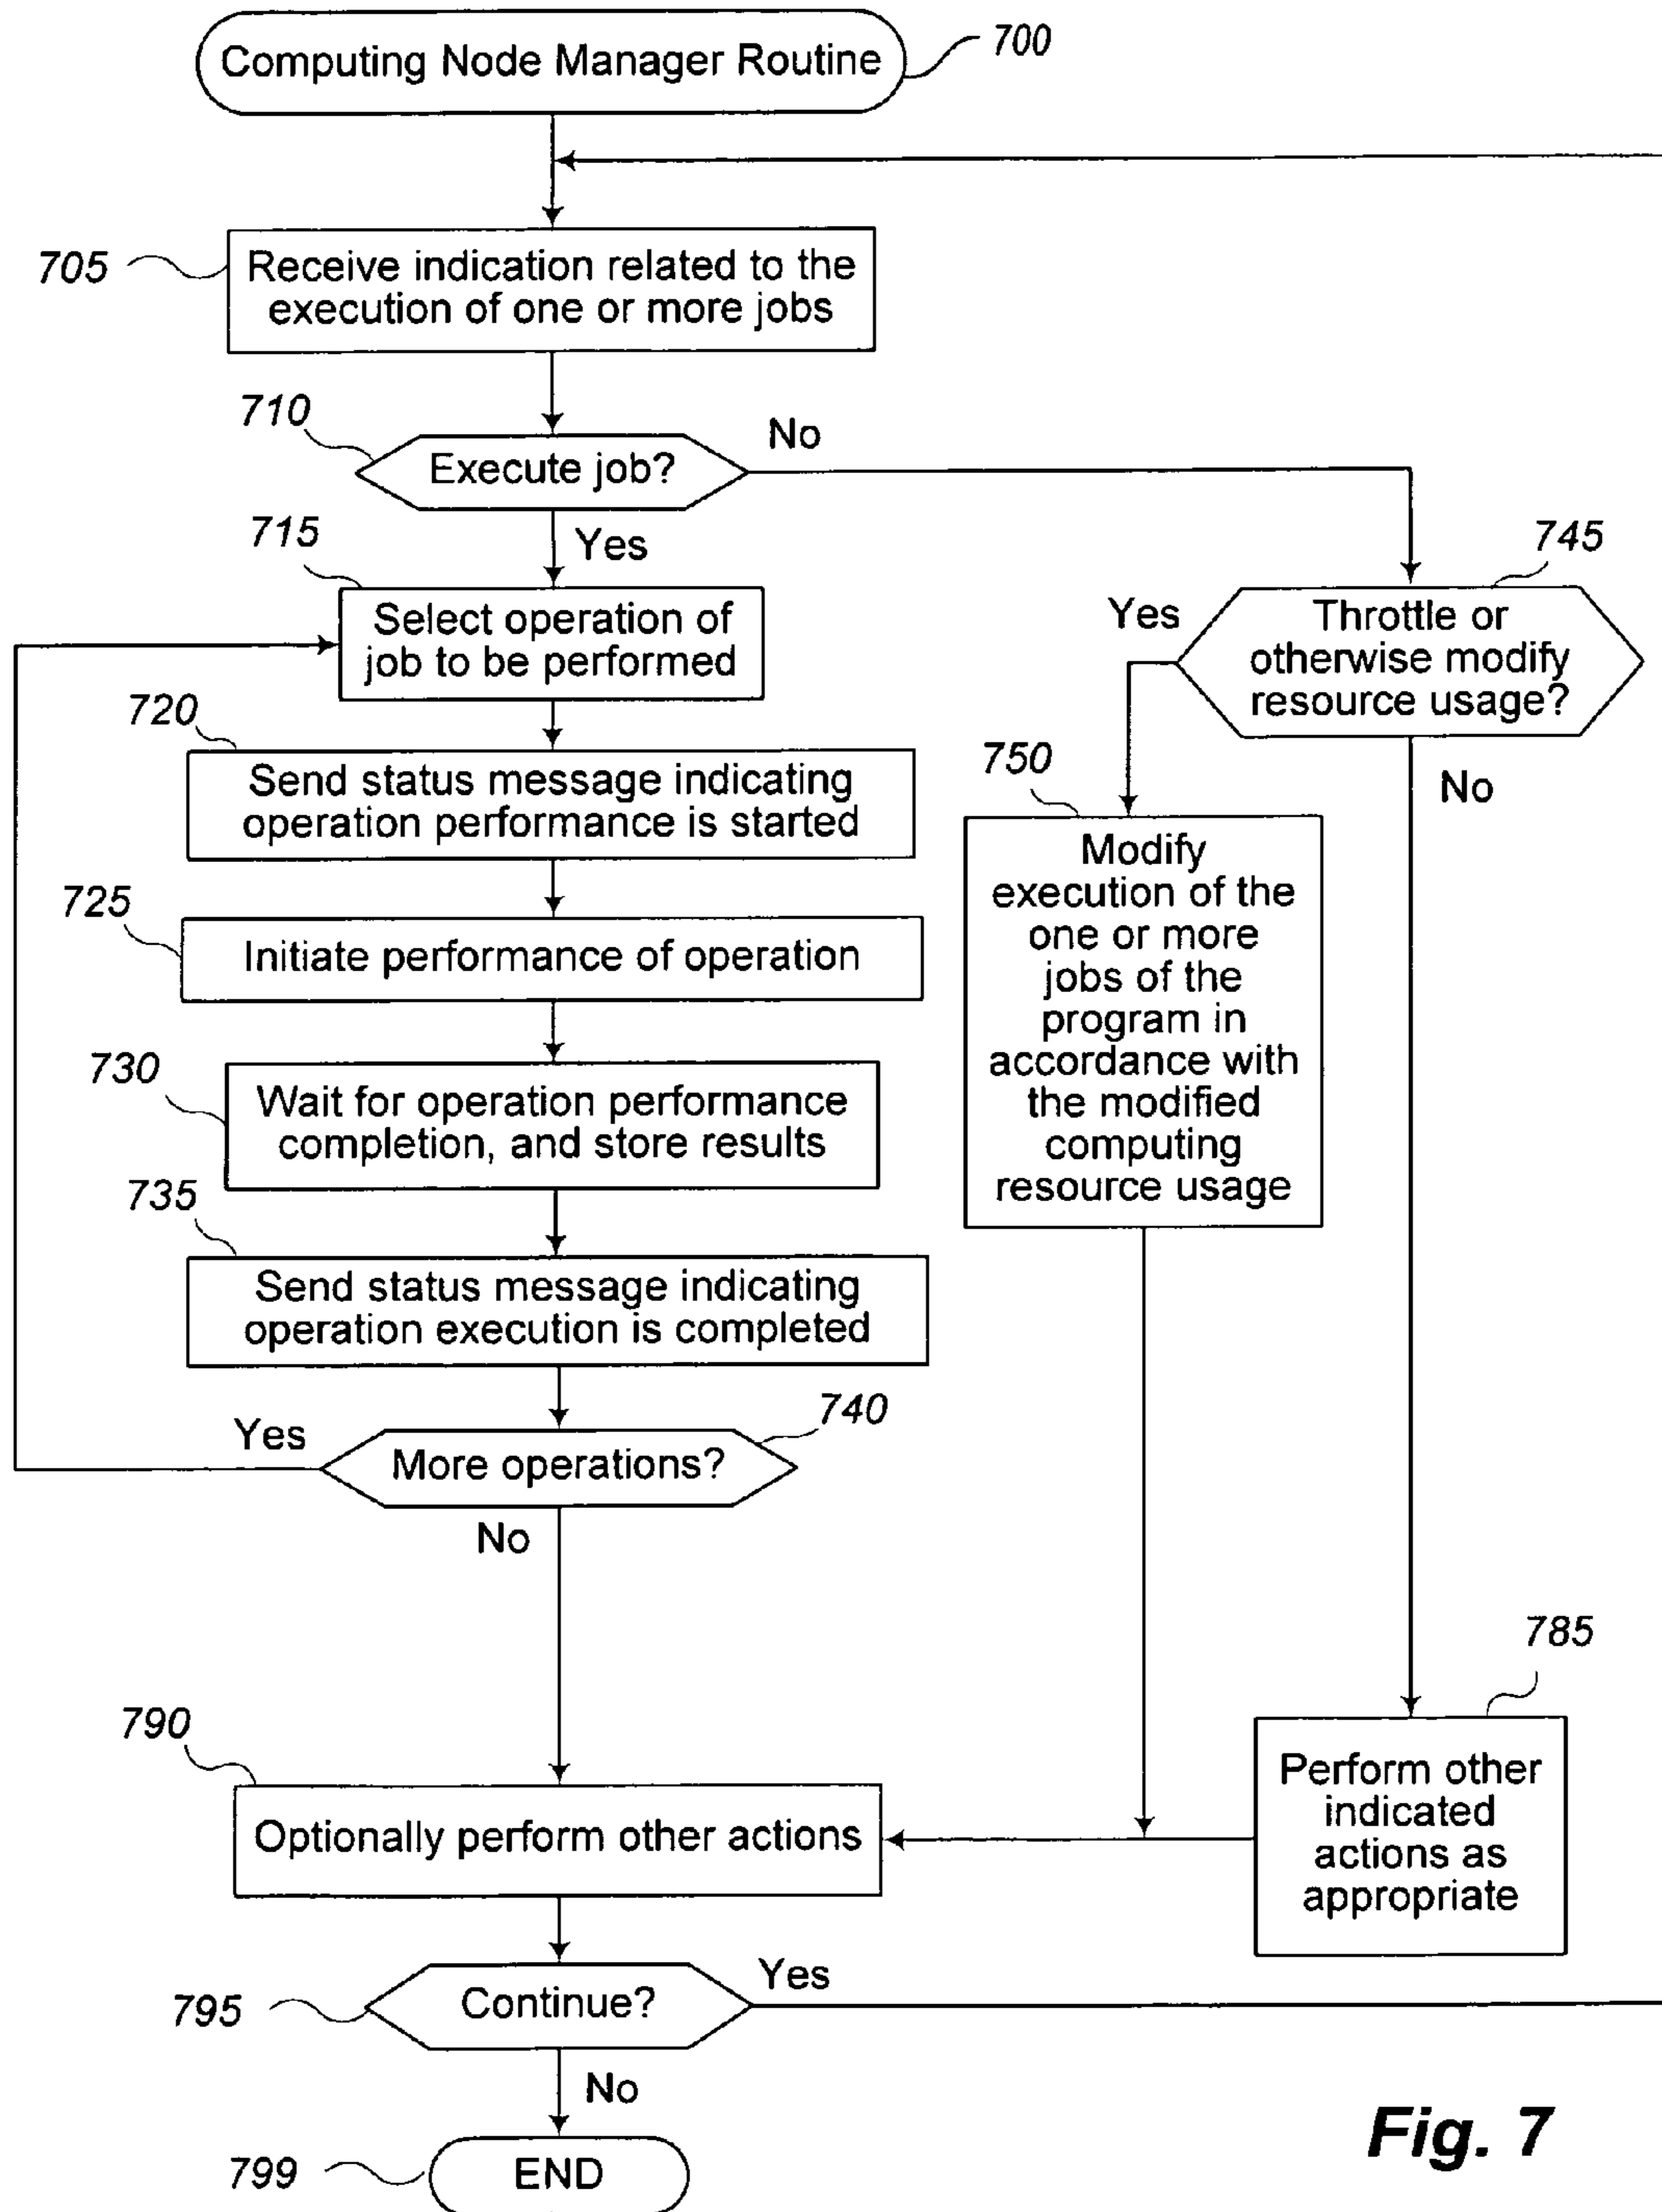 Computing Node Manager Routine
700
705
Receive indication related to the
execution of one or more jobs
710
Execute job?
No
Yes
715
Select operation of
job to be performed
745
Throttle or
otherwise modify
resource usage?
Yes
No
720
Send status message indicating
operation performance is started
750
Modify
execution of the
one or more
jobs of the
program in
accordance with
the modified
computing
resource usage
725
Initiate performance of operation
730
Wait for operation performance
completion, and store results
735
Send status message indicating
operation execution is completed
740
More operations?
Yes
No
785
Perform other
indicated
actions as
appropriate
790
Optionally perform other actions
795
Continue?
Yes
No
799
END
Fig. 7